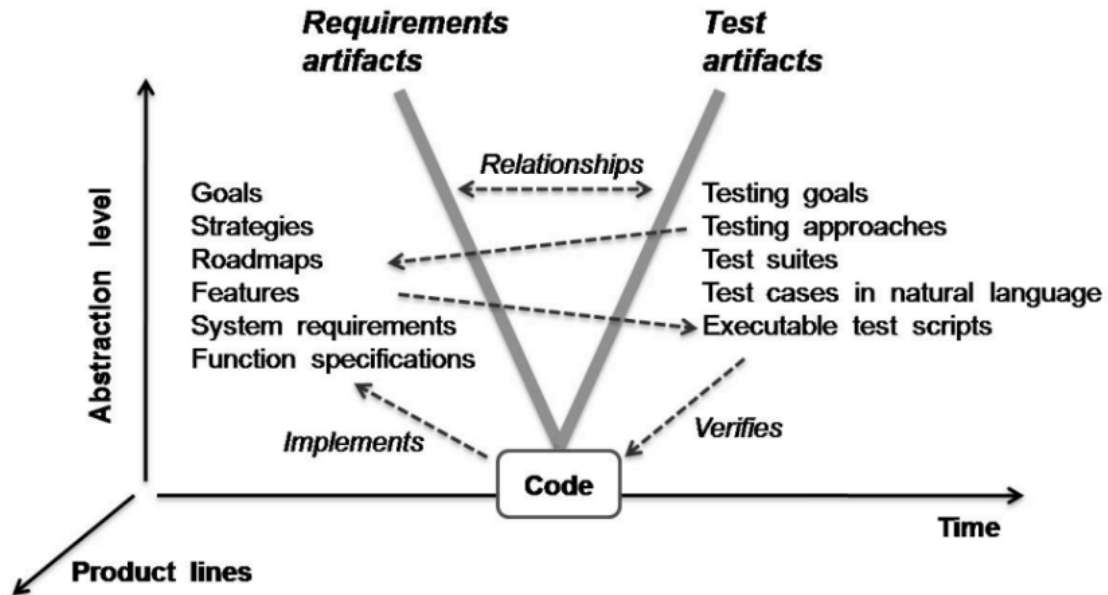 Requirements
artifacts
Test
artifacts
Abstraction level
Relationships
Goals
Strategies
Roadmaps
Features
System requirements
Function specifications
Testing goals
Testing approaches
Test suites
Test cases in natural language
Executable test scripts
Implements
Verifies
Code
Time
Product lines